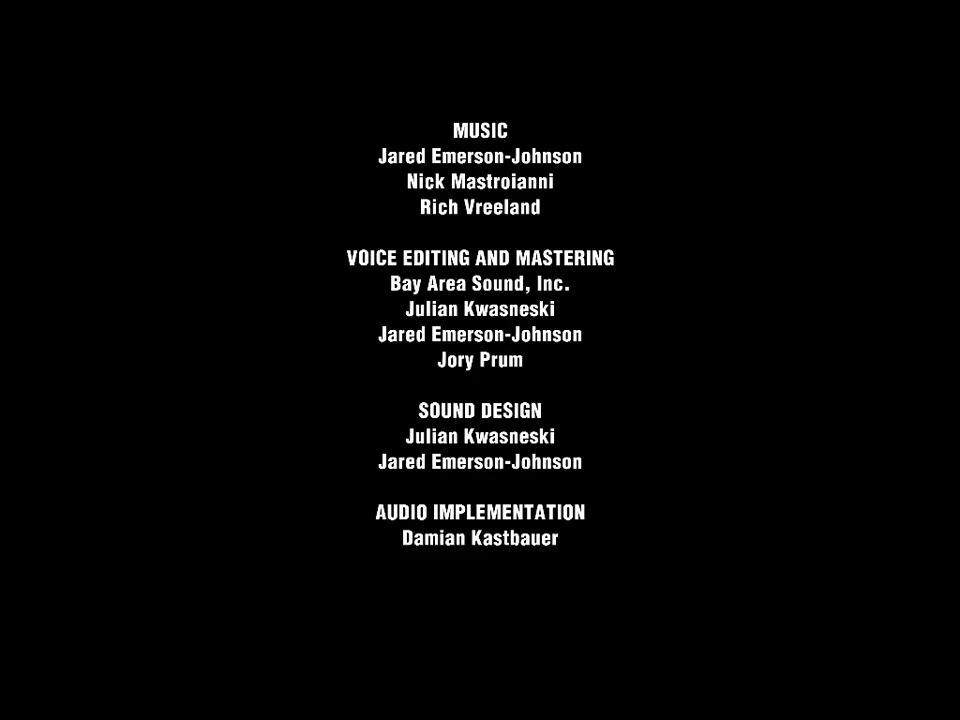 MUSIC
Jared Emerson-Johnson
Nick Mastroianni
Rich Vreeland
VOICE EDITING AND MASTERING
Bay Area Sound, Inc.
Julian Kwasneski
Jared Emerson-Johnson
Jory Prum
SOUND DESIGN
Julian Kwasneski
Jared Emerson-Johnson
AUDIO IMPLEMENTATION
Damian Kastbauer